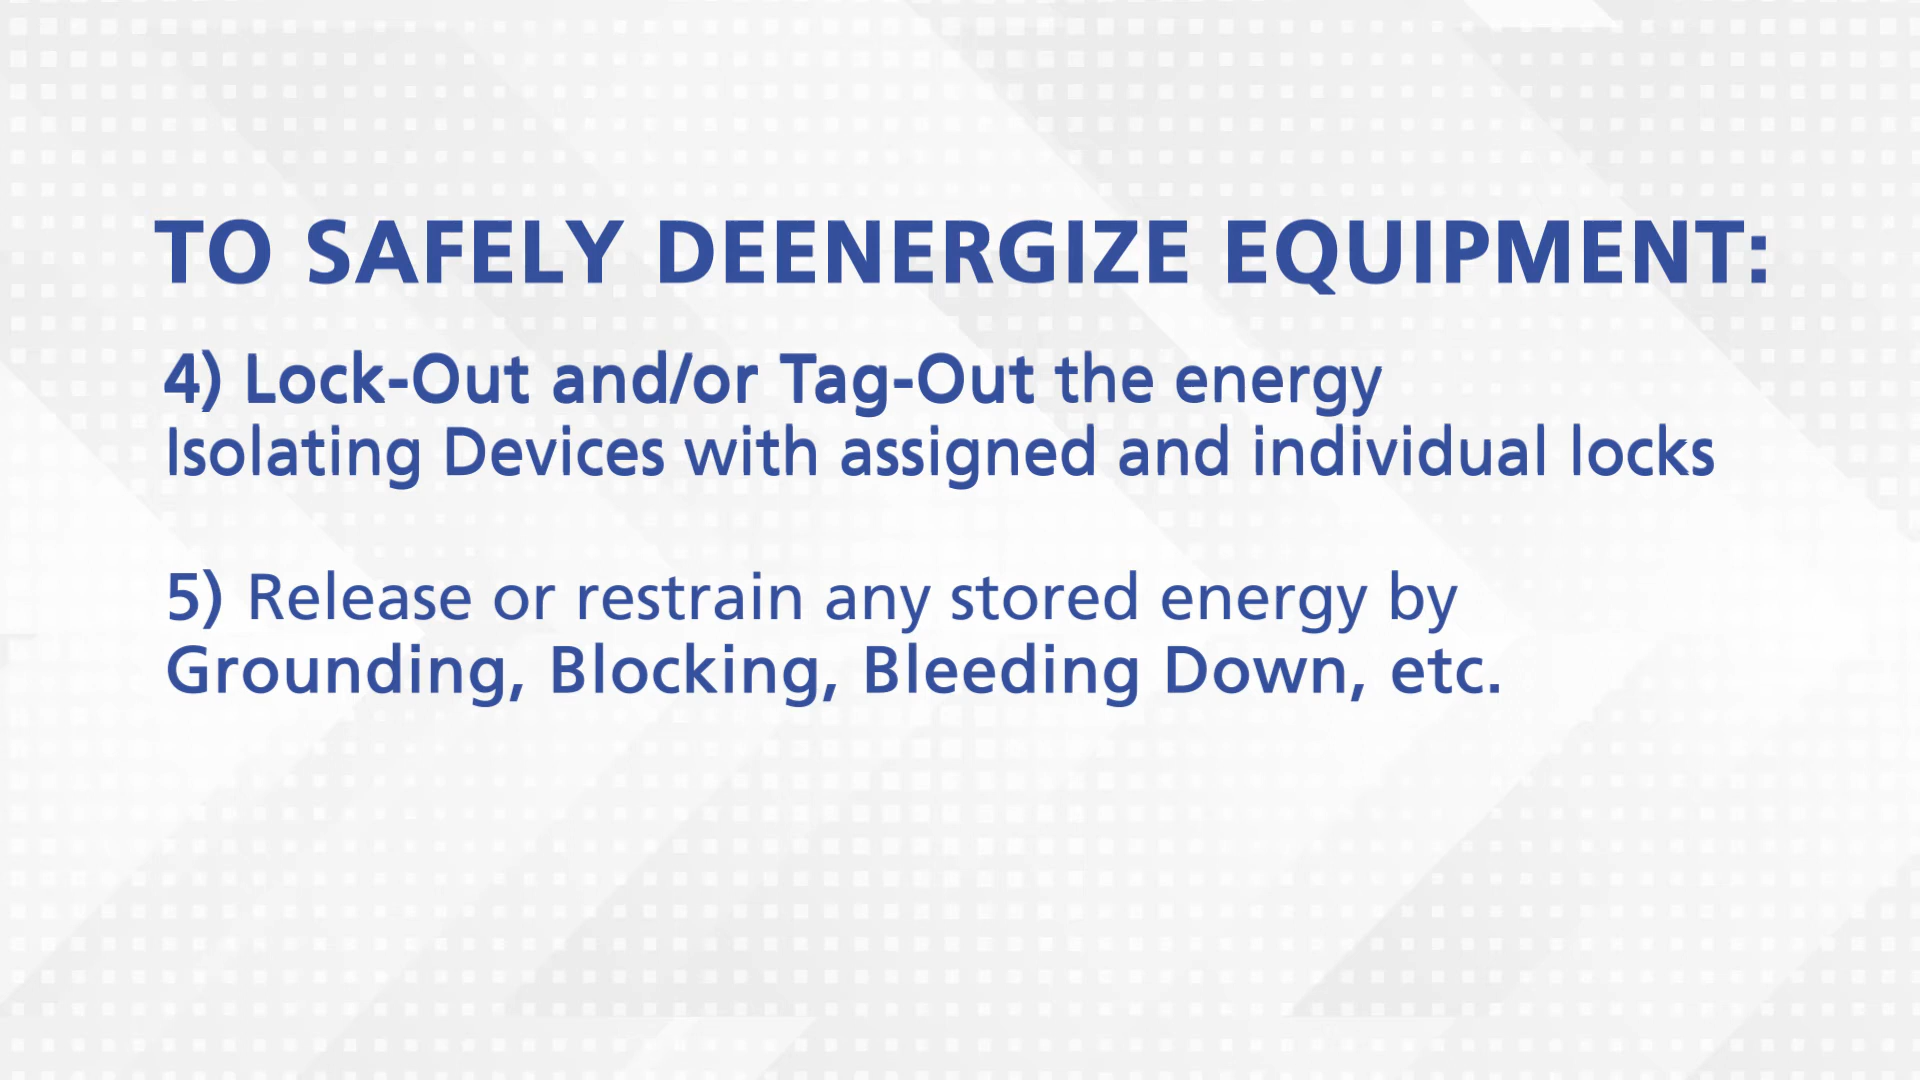 TO SAFELY DEENERGIZE EQUIPMENT:
4) Lock-Out and/or Tag-Out the energy
Isolating Devices with assigned and individual locks
5) Release or restrain any stored energy by
Grounding, Blocking, Bleeding Down, etc.